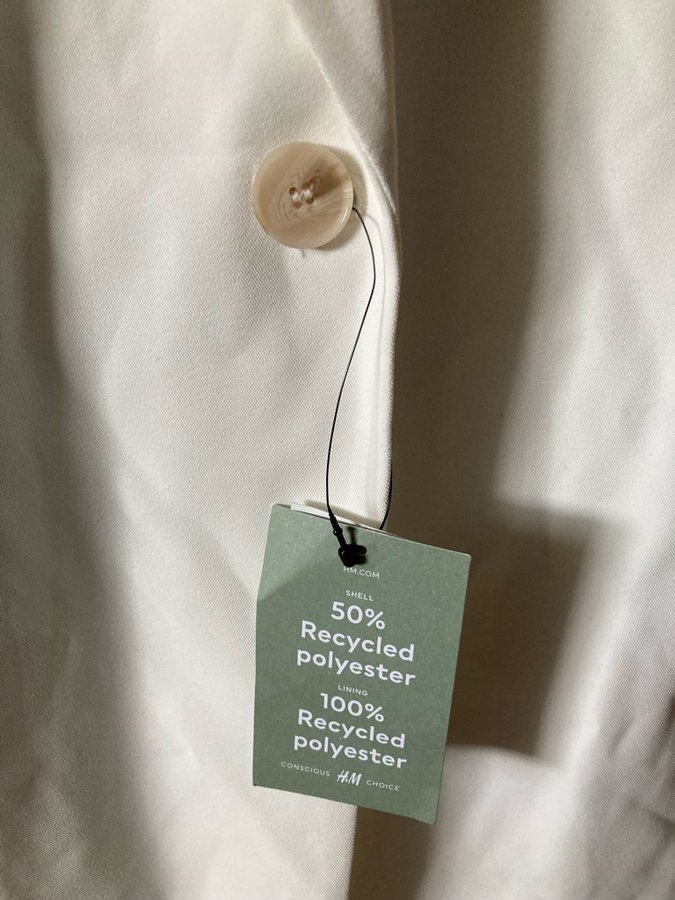 HM.COM
SHELL
50%
Recycled
polyester
LINING
100%
Recycled
polyester
CONSCIOUS H&M CHOICE